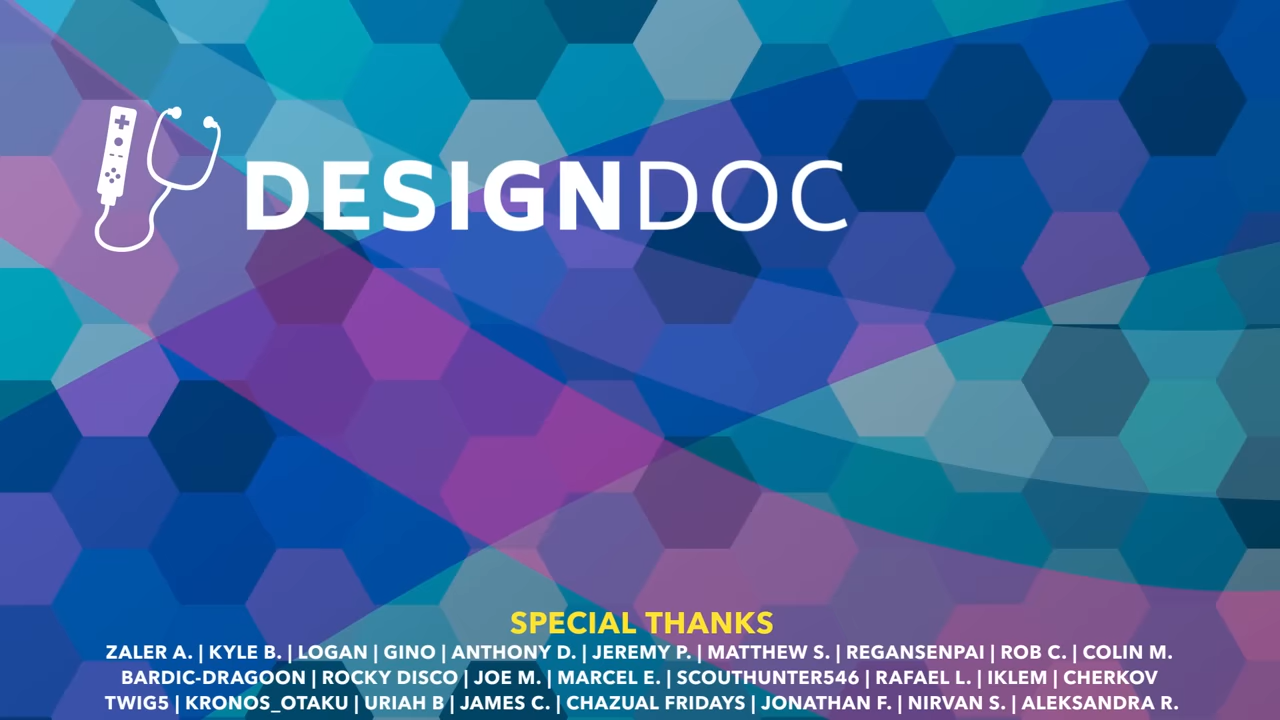 DESIGNDOC
SPECIAL THANKS
ZALER A. | KYLE B. | LOGAN | GINO | ANTHONY D. | JEREMY P. | MATTHEW S. | REGANSENPAI | ROB C. | COLIN M.
BARDIC-DRAGOON | ROCKY DISCO | JOE M. | MARCEL E. | SCOUTHUNTER546 | RAFAEL L. | IKLEM | CHERKOV
TWIG5 | KRONOS_OTAKU | URIAH B | JAMES C. | CHAZUAL FRIDAYS | JONATHAN F. | NIRVAN S. | ALEKSANDRA R.